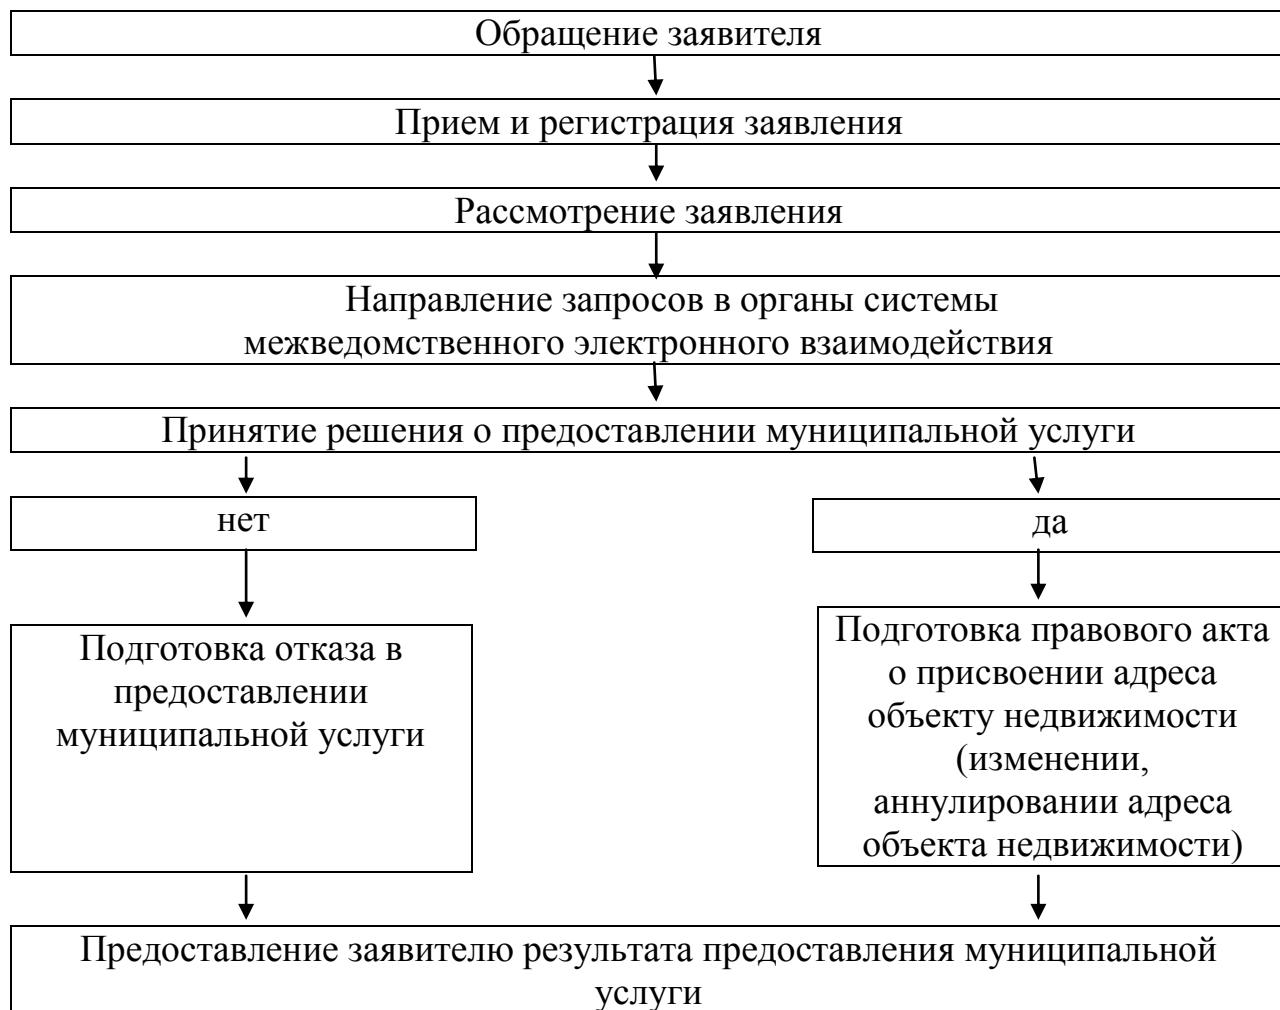 Обращение заявителя
Прием и регистрация заявления
Рассмотрение заявления
Направление запросов в органы системы
межведомственного электронного взаимодействия
Принятие решения о предоставлении муниципальной услуги
нет
да
Подготовка отказа в
предоставлении
муниципальной услуги
Подготовка правового акта
о присвоении адреса
объекту недвижимости
(изменении,
аннулировании адреса
объекта недвижимости)
Предоставление заявителю результата предоставления муниципальной
услуги